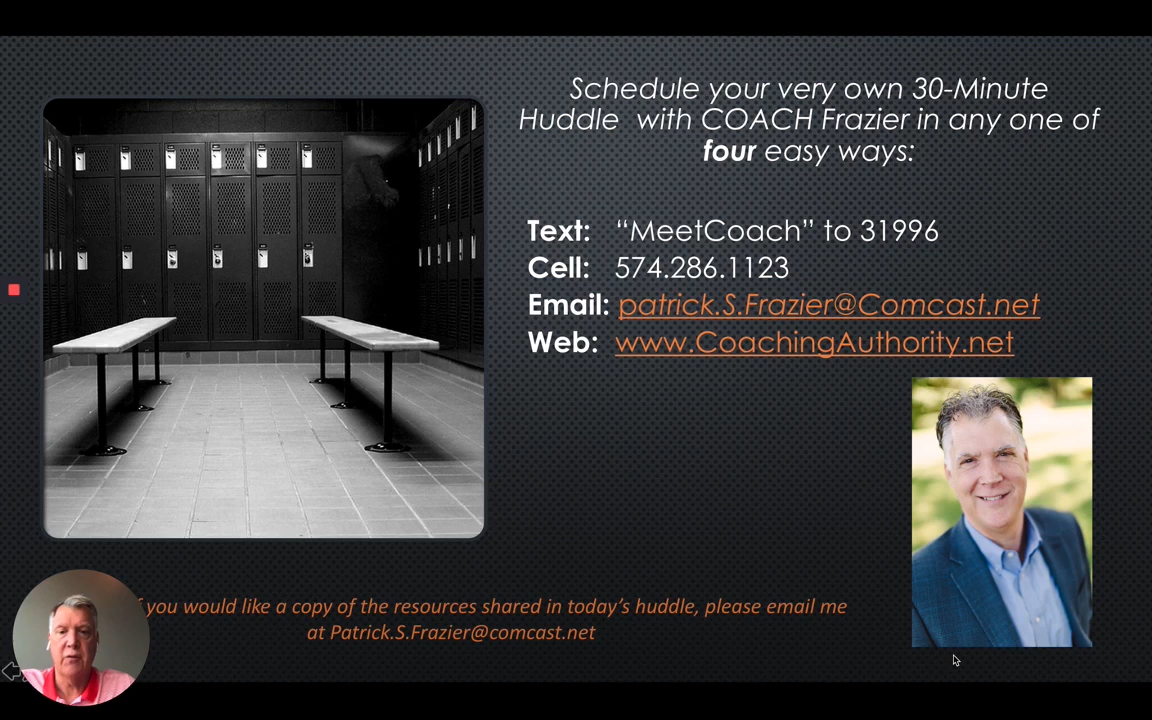 Schedule your very own 30-Minute
Huddle with COACH Frazier in any one of
four easy ways:
Text: “MeetCoach” to 31996
Cell: 574.286.1123
Email: patrick.S.Frazier@Comcast.net
Web: www.CoachingAuthority.net
you would like a copy of the resources shared in today’s huddle, please email me
at Patrick.S.Frazier@comcast.net